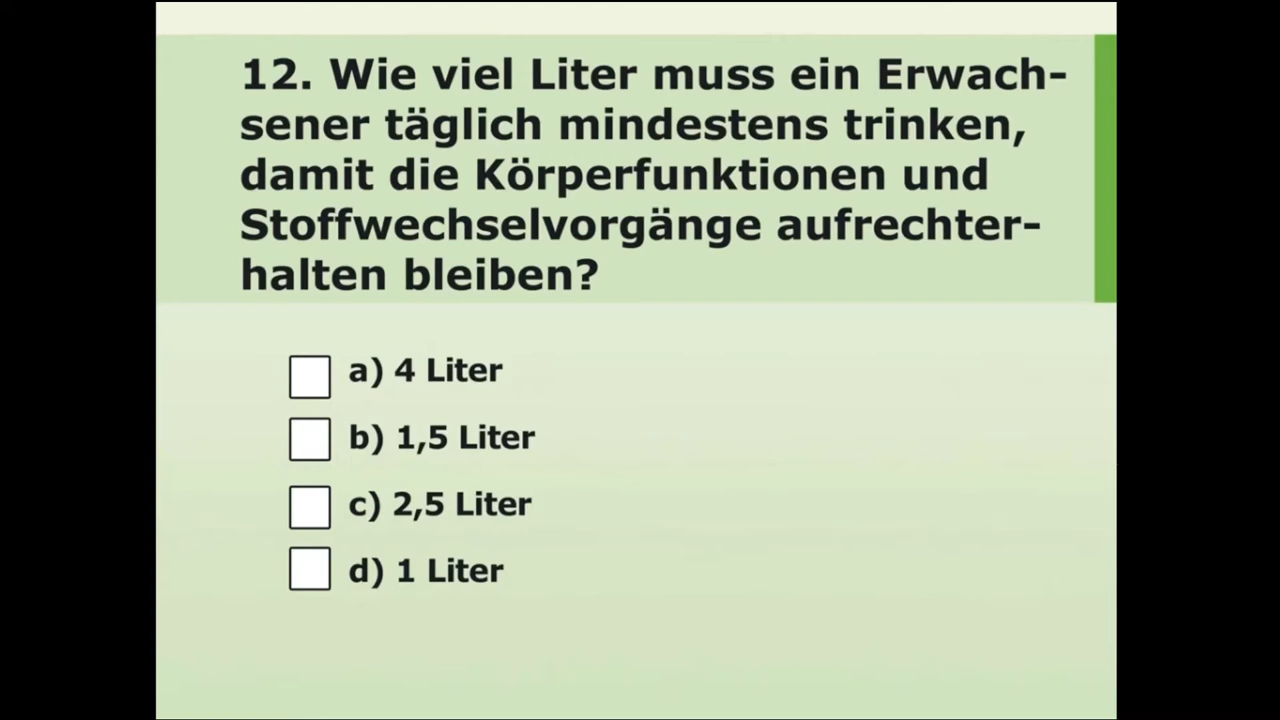 12. Wie viel Liter muss ein Erwach-
sener täglich mindestens trinken,
damit die Körperfunktionen und
Stoffwechselvorgänge aufrechter-
halten bleiben?
a) 4 Liter
b) 1,5 Liter
c) 2,5 Liter
d) 1 Liter